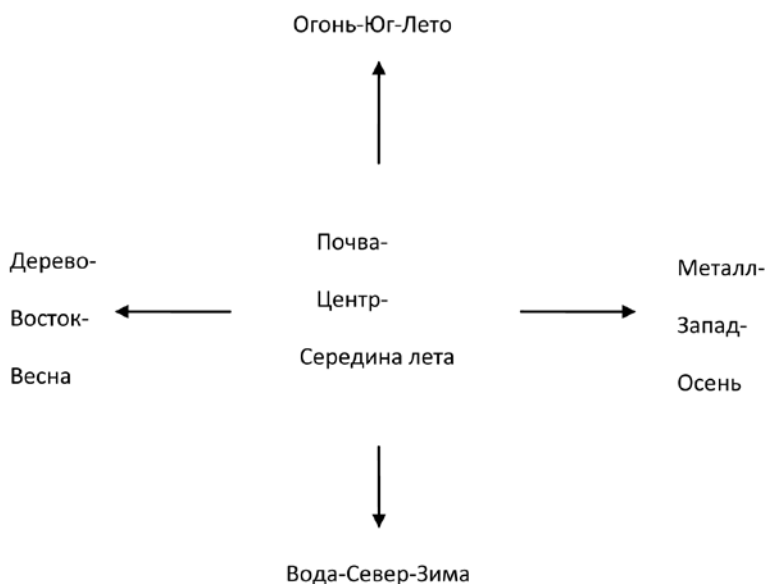 Огонь-Юг-Лето
Дерево-
Восток-
Весна
Почва-
Центр-
Середина лета
Металл-
Запад-
Осень
Вода-Север-Зима